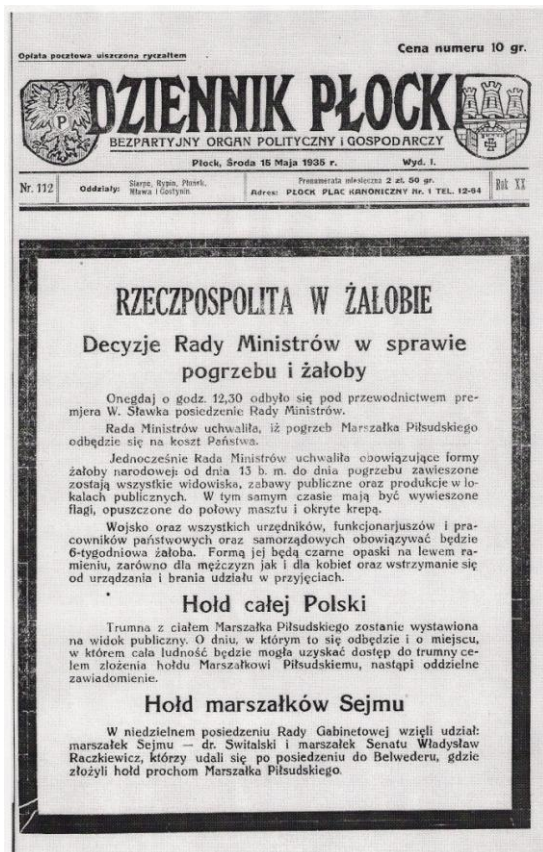 Opłata pocztowa uiszczona ryczałtem
Cena numeru 10 gr.
P
DZIENNIK PŁOCKI
BEZPARTYJNY ORGAN POLITYCZNY i GOSPODARCZY
Płock, Środa 15 Maja 1935 r. Wyd. I.
Nr. 112
Oddziały: Sierpc, Rypin, Płońsk,
Mława i Gostynin.
Prenumerata miesięczna 2 zł. 50 gr.
Adres: PŁOCK PLAC KANONICZNY Nr. 1 TEL. 12-64
Rok XX
RZECZPOSPOLITA W ŻAŁOBIE
Decyzje Rady Ministrów w sprawie
pogrzebu i żałoby
Onegdaj o godz. 12,30 odbyło się pod przewodnictwem pre-
mjera W. Sławka posiedzenie Rady Ministrów.
Rada Ministrów uchwaliła, iż pogrzeb Marszałka Piłsudskiego
odbędzie się na koszt Państwa.
Jednocześnie Rada Ministrów uchwaliła obowiązujące formy
żałoby narodowej: od dnia 13 b. m. do dnia pogrzebu zawieszone
zostają wszystkie widowiska, zabawy publiczne oraz produkcje w lo-
kalach publicznych. W tym samym czasie mają być wywieszone
flagi, opuszczone do połowy masztu i okryte krepą.
Wojsko oraz wszystkich urzędników, funkcjonarjuszów i pra-
cowników państwowych oraz samorządowych obowiązywać będzie
6-tygodniowa żałoba. Formą jej będą czarne opaski na lewem ra-
mieniu, zarówno dla mężczyzn jak i dla kobiet oraz wstrzymanie się
od urządzania i brania udziału w przyjęciach.
Hołd całej Polski
Trumna z ciałem Marszałka Piłsudskiego zostanie wystawiona
na widok publiczny. O dniu, w którym to się odbędzie i o miejscu,
w którem cała ludność będzie mogła uzyskać dostęp do trumny ce-
lem złożenia hołdu Marszałkowi Piłsudskiemu, nastąpi oddzielne
zawiadomienie.
Hołd marszałków Sejmu
W niedzielnem posiedzeniu Rady Gabinetowej wzięli udział:
marszałek Sejmu — dr. Switalski i marszałek Senatu Władysław
Raczkiewicz, którzy udali się po posiedzeniu do Belwederu, gdzie
złożyli hołd prochom Marszałka Piłsudskiego.